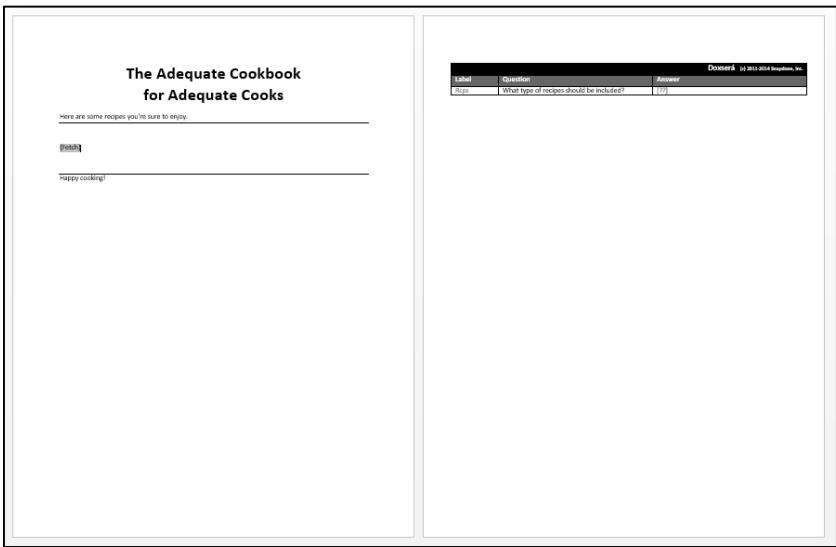 The Adequate Cookbook
for Adequate Cooks
Here are some recipes you're sure to enjoy.
{Fetch}
Happy cooking!
Doxserá (c) 2011-2014 Seapdone, Inc.
Label Question Answer
Rcps What type of recipes should be included? [??]